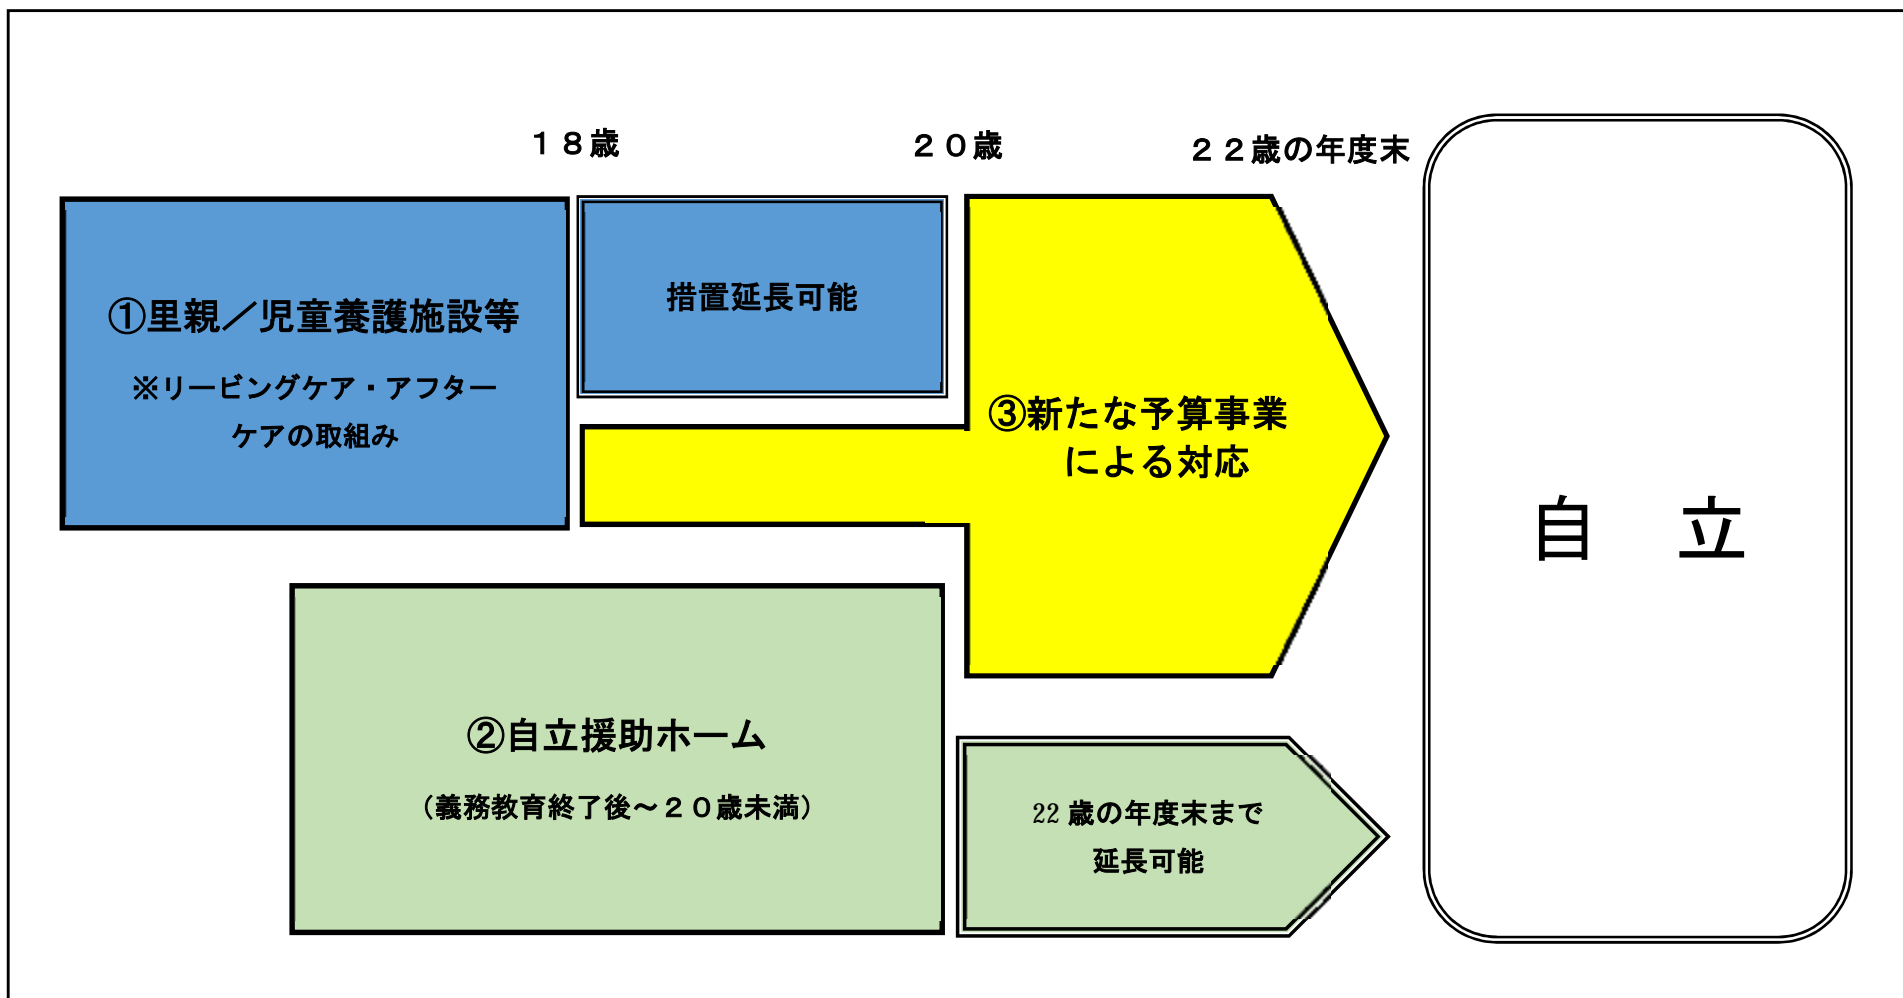 １８歳
２０歳
２２歳の年度末
①里親／児童養護施設等
※リービングケア・アフター
ケアの取組み
措置延長可能
③新たな予算事業
による対応
自　立
②自立援助ホーム
（義務教育終了後～２０歳未満）
22 歳の年度末まで
延長可能